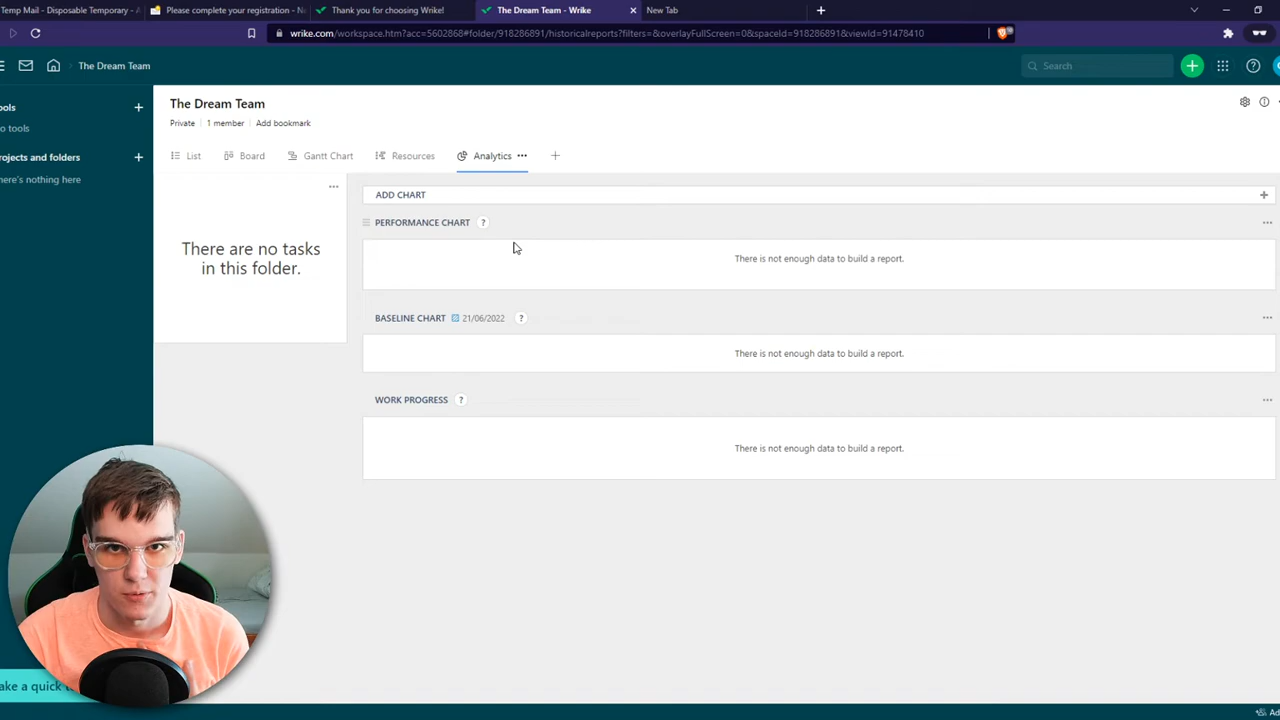 Temp Mail - Disposable Temporary -
Please complete your registration - N
Thank you for choosing Wrike!
The Dream Team - Wrike
New Tab
wrike.com/workspace.htm?acc=5602868#folder/918286891/historicalreports?filters=&overlayFullScreen=0&spaceId=918286891&viewId=91478410
The Dream Team
Search
ools
o tools
rojects and folders
here's nothing here
ake a quick t
The Dream Team
Private
1 member
Add bookmark
List
Board
Gantt Chart
Resources
Analytics
There are no tasks
in this folder.
ADD CHART
PERFORMANCE CHART ?
There is not enough data to build a report.
BASELINE CHART 21/06/2022 ?
There is not enough data to build a report.
WORK PROGRESS ?
There is not enough data to build a report.
Ad